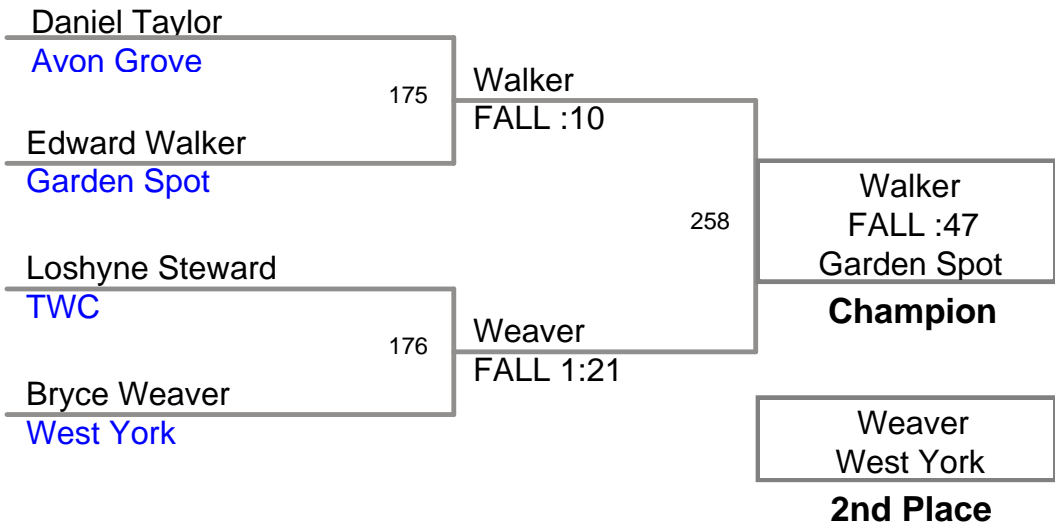 Daniel Taylor
Avon Grove
175
Walker
FALL :10
Edward Walker
Garden Spot
258
Walker
FALL :47
Garden Spot
Champion
Loshyne Steward
TWC
176
Weaver
FALL 1:21
Bryce Weaver
West York
Weaver
West York
2nd Place